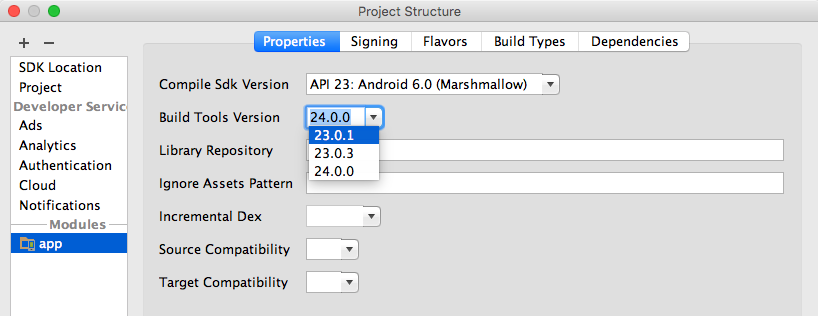 Project Structure
Properties Signing Flavors Build Types Dependencies
SDK Location
Project
Developer Servic
Ads
Analytics
Authentication
Cloud
Notifications
Modules
app
Compile Sdk Version API 23: Android 6.0 (Marshmallow)
Build Tools Version 24.0.0
23.0.1
23.0.3
24.0.0
Library Repository
Ignore Assets Pattern
Incremental Dex
Source Compatibility
Target Compatibility